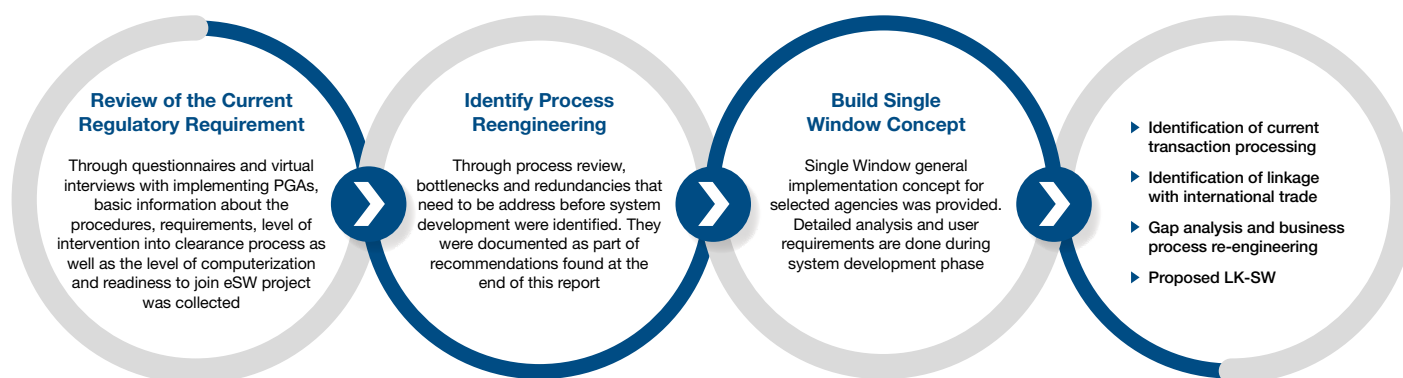 Review of the Current
Regulatory Requirement
Through questionnaires and virtual
interviews with implementing PGAs,
basic information about the
procedures, requirements, level of
intervention into clearance process as
well as the level of computerization
and readiness to join eSW project
was collected
Identify Process
Reengineering
Through process review,
bottlenecks and redundancies that
need to be address before system
development were identified. They
were documented as part of
recommendations found at the
end of this report
Build Single
Window Concept
Single Window general
implementation concept for
selected agencies was provided.
Detailed analysis and user
requirements are done during
system development phase
Identification of current
transaction processing
Identification of linkage
with international trade
Gap analysis and business
process re-engineering
Proposed LK-SW